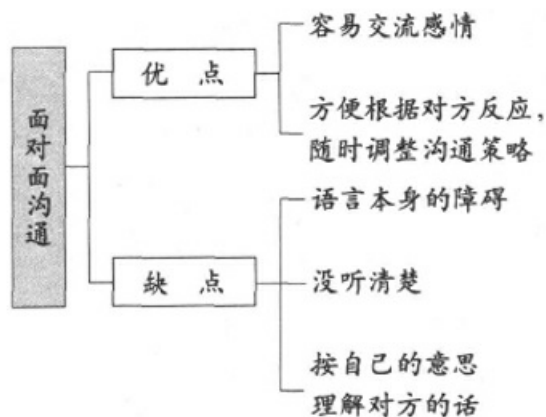 面对面沟通
优点
容易交流感情
方便根据对方反应，
随时调整沟通策略
缺点
语言本身的障碍
没听清楚
按自己的意思
理解对方的话